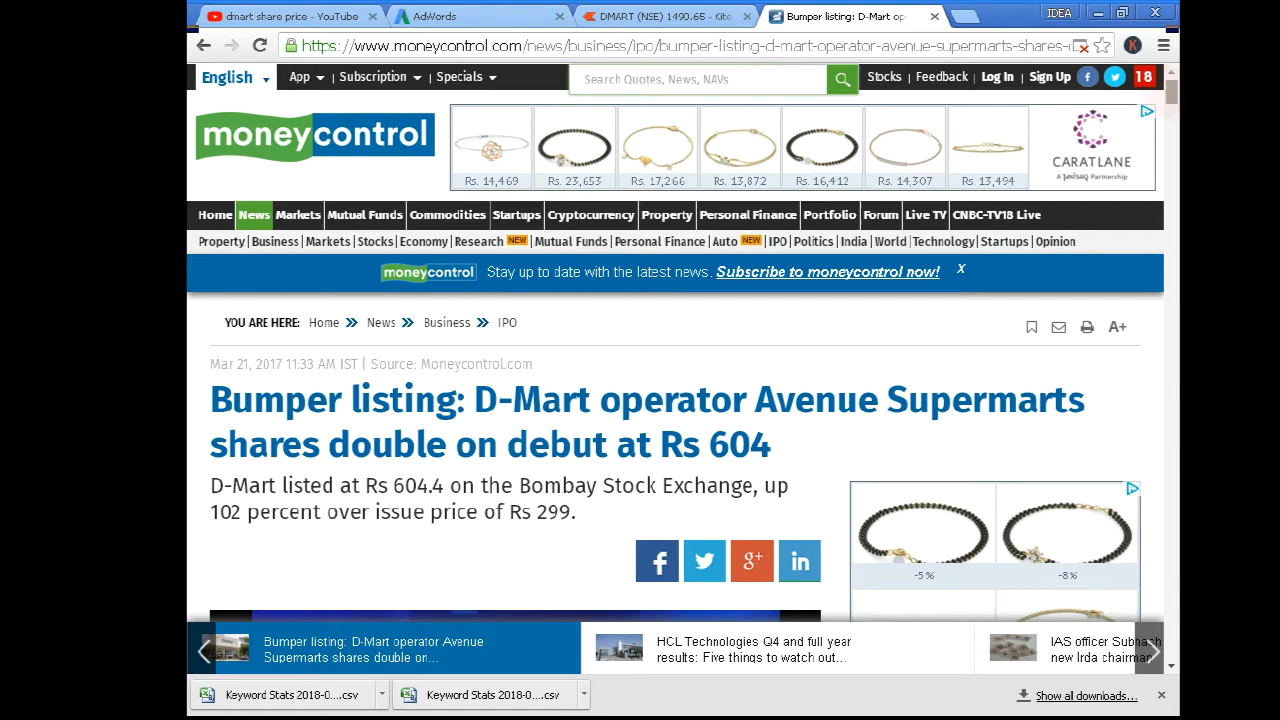 dmart share price - YouTube
AdWords
DMART (NSE) 1490.65 - Kite
Bumper listing: D-Mart op
IDEA
https://www.moneycontrol.com/news/business/ipo/bumper-listing-d-mart-operator-avenue-supermarts-shares-
K
English
App
Subscription
Specials
Search Quotes, News, NAVs
Stocks
Feedback
Log In
Sign Up
18
moneycontrol
Rs. 14,469
Rs. 23,653
Rs. 17,266
Rs. 13,872
Rs. 16,412
Rs. 14,307
Rs. 13,494
CARATLANE
A TANISHQ Partnership
Home News Markets Mutual Funds Commodities Startups Cryptocurrency Property Personal Finance Portfolio Forum Live TV CNBC-TV18 Live
Property | Business | Markets | Stocks | Economy | Research NEW | Mutual Funds | Personal Finance | Auto NEW | IPO | Politics | India | World | Technology | Startups | Opinion
moneycontrol Stay up to date with the latest news. Subscribe to moneycontrol now! X
YOU ARE HERE: Home News Business IPO
A+
Mar 21, 2017 11:33 AM IST | Source: Moneycontrol.com
Bumper listing: D-Mart operator Avenue Supermarts
shares double on debut at Rs 604
D-Mart listed at Rs 604.4 on the Bombay Stock Exchange, up
102 percent over issue price of Rs 299.
f
g+
in
-5%
-8%
Bumper listing: D-Mart operator Avenue
Supermarts shares double on...
HCL Technologies Q4 and full year
results: Five things to watch out...
IAS officer Subhash
new Irda chairman
Keyword Stats 2018-0....csv
Keyword Stats 2018-0....csv
Show all downloads...